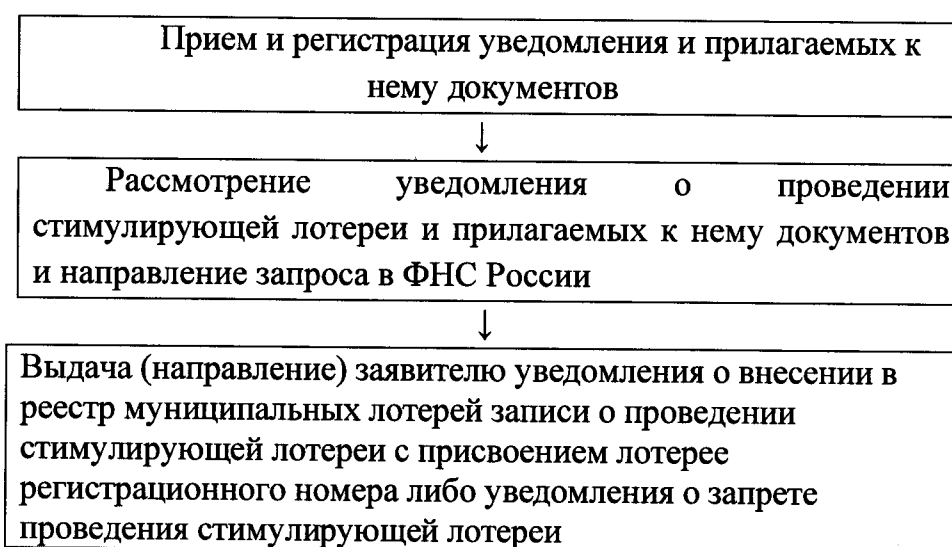 Прием и регистрация уведомления и прилагаемых к
нему документов
↓
Рассмотрение уведомления о проведении
стимулирующей лотереи и прилагаемых к нему документов
и направление запроса в ФНС России
↓
Выдача (направление) заявителю уведомления о внесении в
реестр муниципальных лотерей записи о проведении
стимулирующей лотереи с присвоением лотерее
регистрационного номера либо уведомления о запрете
проведения стимулирующей лотереи